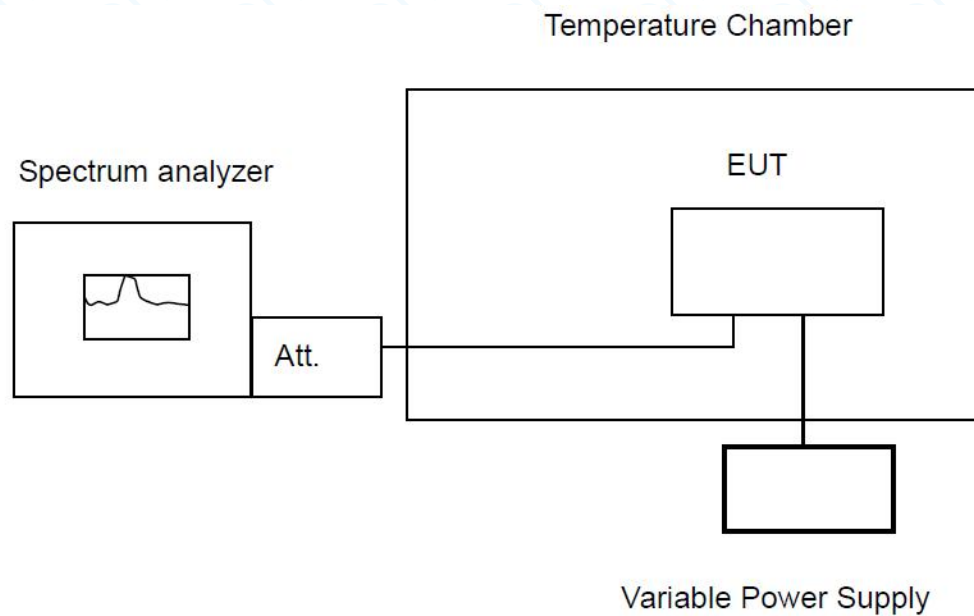 Temperature Chamber
Spectrum analyzer
EUT
Att.
Variable Power Supply